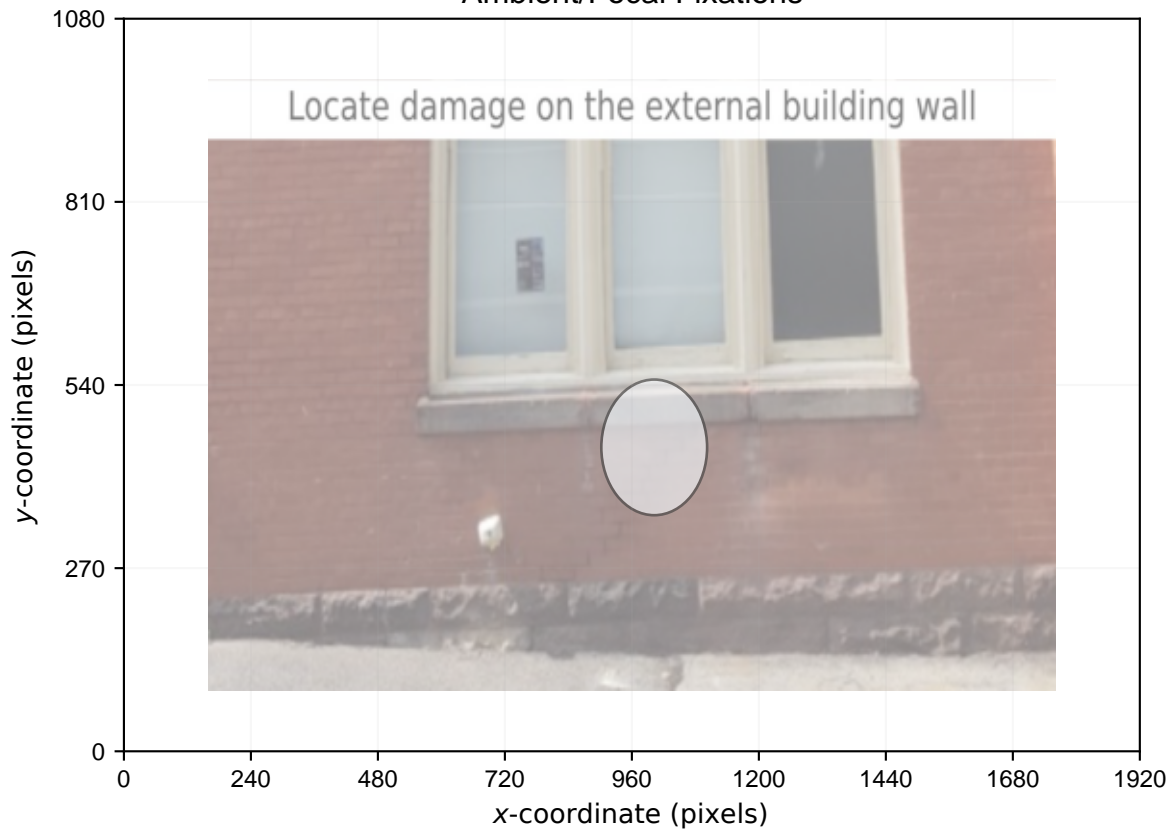 Ambient/Focal Fixations
Locate damage on the external building wall
1080
810
540
270
0
y-coordinate (pixels)
0 240 480 720 960 1200 1440 1680 1920
x-coordinate (pixels)